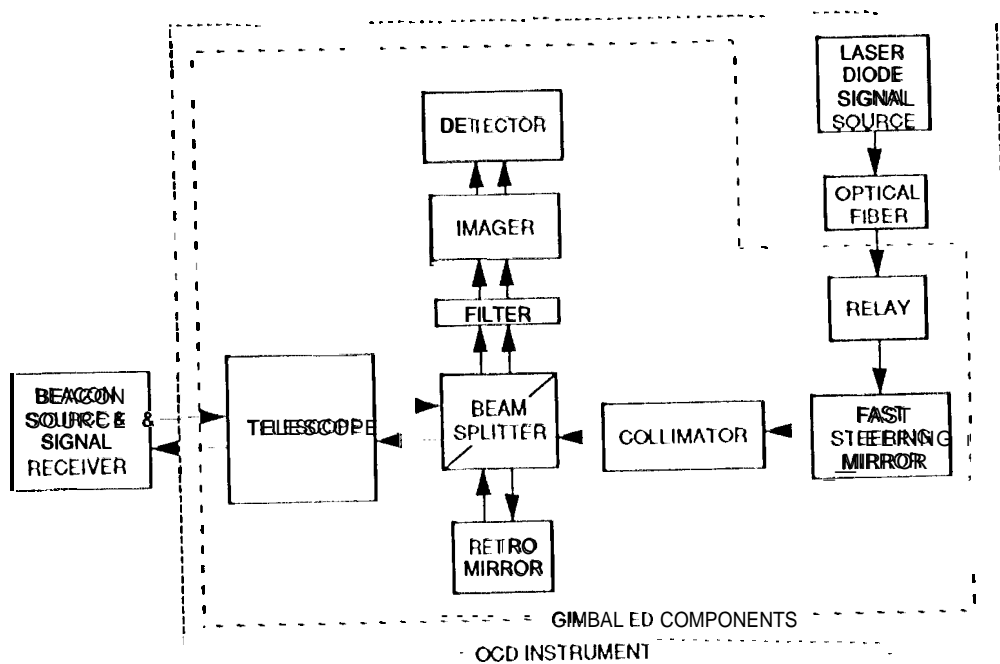 LASER
DIODE
SIGNAL
SOURCE
DETECTOR
OPTICAL
FIBER
IMAGER
RELAY
FILTER
BEACON
SOURCE &
SIGNAL
RECEIVER
TELESCOPE
BEAM
SPLITTER
COLLIMATOR
FAST
STEERING
MIRROR
RETRO
MIRROR
GIMBALED COMPONENTS
OCD INSTRUMENT